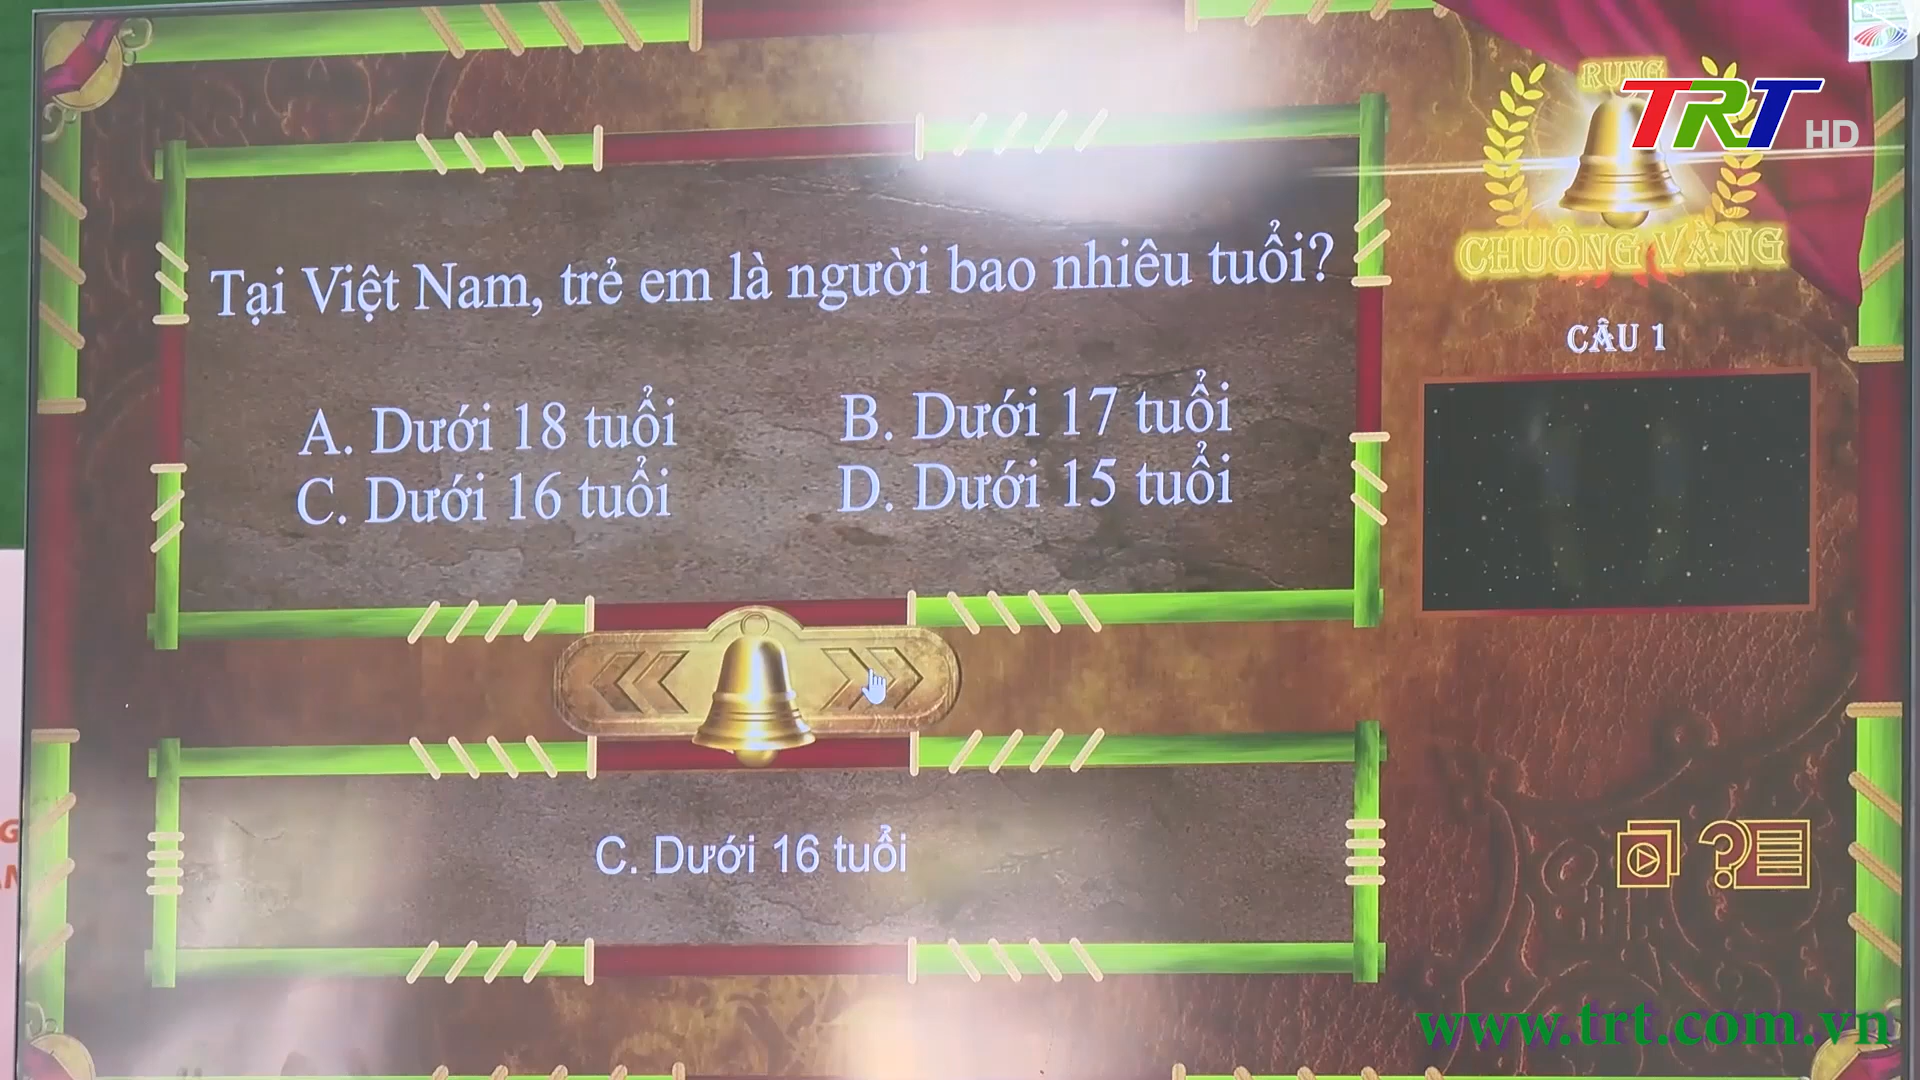 RUNG
TRT HD
CHUÔNG VÀNG
CÂU 1
Tại Việt Nam, trẻ em là người bao nhiêu tuổi?
A. Dưới 18 tuổi
B. Dưới 17 tuổi
C. Dưới 16 tuổi
D. Dưới 15 tuổi
C. Dưới 16 tuổi
www.trt.com.vn